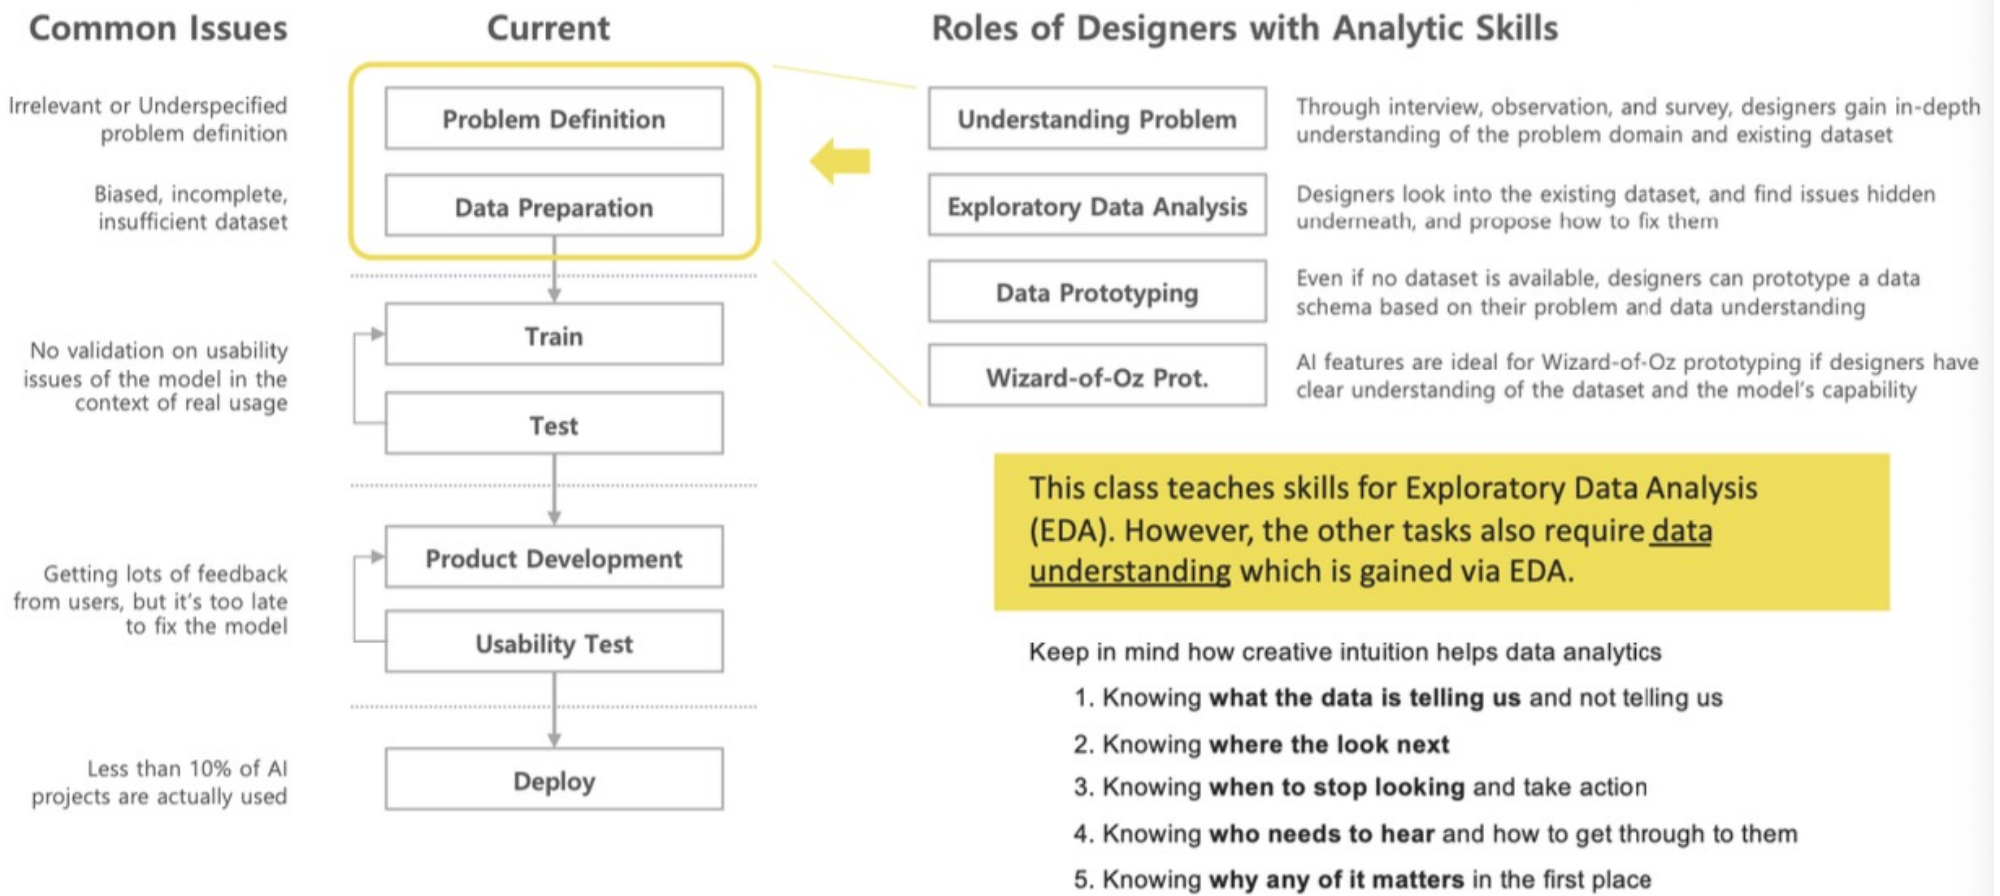 Common Issues
Current
Roles of Designers with Analytic Skills
Irrelevant or Underspecified
problem definition
Problem Definition
Understanding Problem
Through interview, observation, and survey, designers gain in-depth
understanding of the problem domain and existing dataset
Biased, incomplete,
insufficient dataset
Data Preparation
Exploratory Data Analysis
Designers look into the existing dataset, and find issues hidden
underneath, and propose how to fix them
Data Prototyping
Even if no dataset is available, designers can prototype a data
schema based on their problem and data understanding
No validation on usability
issues of the model in the
context of real usage
Train
Test
Wizard-of-Oz Prot.
AI features are ideal for Wizard-of-Oz prototyping if designers have
clear understanding of the dataset and the model's capability
This class teaches skills for Exploratory Data Analysis
(EDA). However, the other tasks also require data
understanding which is gained via EDA.
Getting lots of feedback
from users, but it's too late
to fix the model
Product Development
Usability Test
Less than 10% of AI
projects are actually used
Deploy
Keep in mind how creative intuition helps data analytics
1. Knowing what the data is telling us and not telling us
2. Knowing where the look next
3. Knowing when to stop looking and take action
4. Knowing who needs to hear and how to get through to them
5. Knowing why any of it matters in the first place